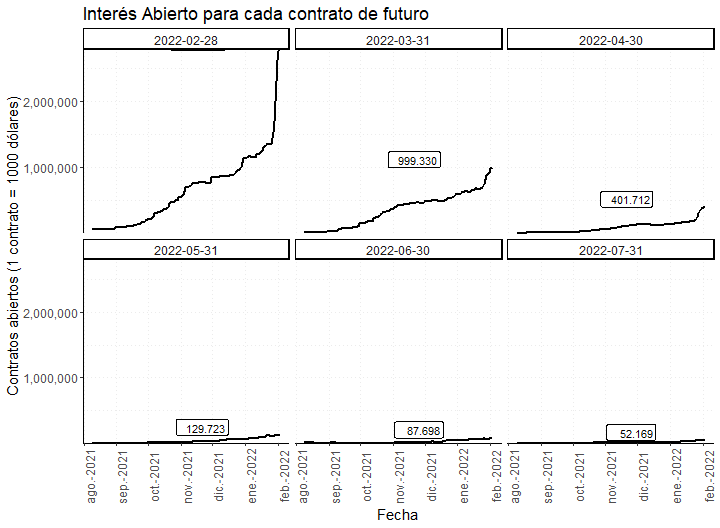 Interés Abierto para cada contrato de futuro
Contratos abiertos (1 contrato = 1000 dólares)
2022-02-28
2022-03-31
2022-04-30
2,000,000
1,000,000
999.330
401.712
2022-05-31
2022-06-30
2022-07-31
2,000,000
1,000,000
129.723
87.698
52.169
ago.-2021
sep.-2021
oct.-2021
nov.-2021
dic.-2021
ene.-2022
feb.-2022
ago.-2021
sep.-2021
oct.-2021
nov.-2021
dic.-2021
ene.-2022
feb.-2022
ago.-2021
sep.-2021
oct.-2021
nov.-2021
dic.-2021
ene.-2022
feb.-2022
Fecha